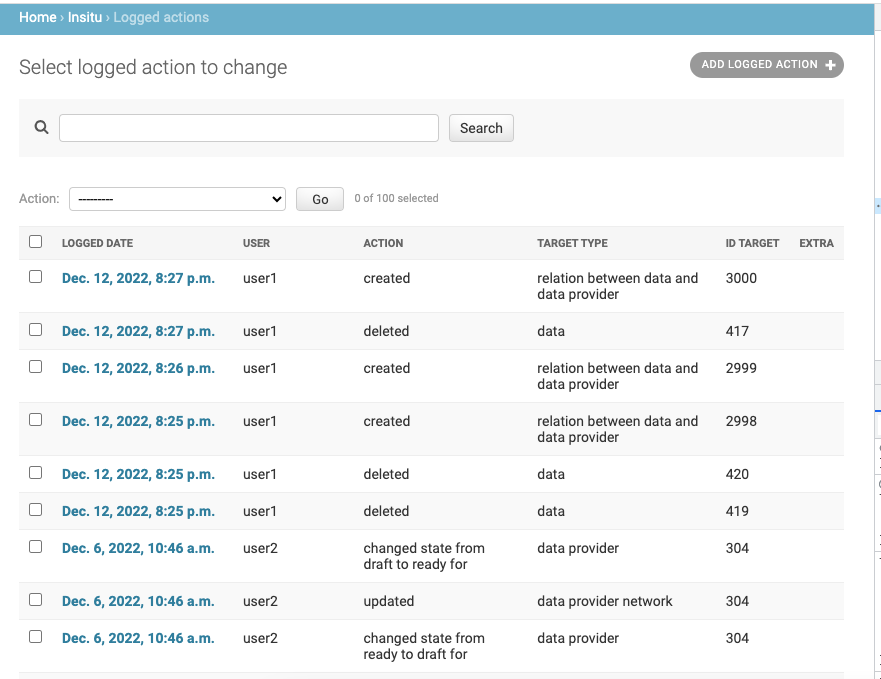 Home › Insitu › Logged actions
Select logged action to change
ADD LOGGED ACTION +
Search
Action: --------- Go 0 of 100 selected
LOGGED DATE USER ACTION TARGET TYPE ID TARGET EXTRA
Dec. 12, 2022, 8:27 p.m. user1 created relation between data and data provider 3000
Dec. 12, 2022, 8:27 p.m. user1 deleted data 417
Dec. 12, 2022, 8:26 p.m. user1 created relation between data and data provider 2999
Dec. 12, 2022, 8:25 p.m. user1 created relation between data and data provider 2998
Dec. 12, 2022, 8:25 p.m. user1 deleted data 420
Dec. 12, 2022, 8:25 p.m. user1 deleted data 419
Dec. 6, 2022, 10:46 a.m. user2 changed state from draft to ready for data provider 304
Dec. 6, 2022, 10:46 a.m. user2 updated data provider network 304
Dec. 6, 2022, 10:46 a.m. user2 changed state from ready to draft for data provider 304